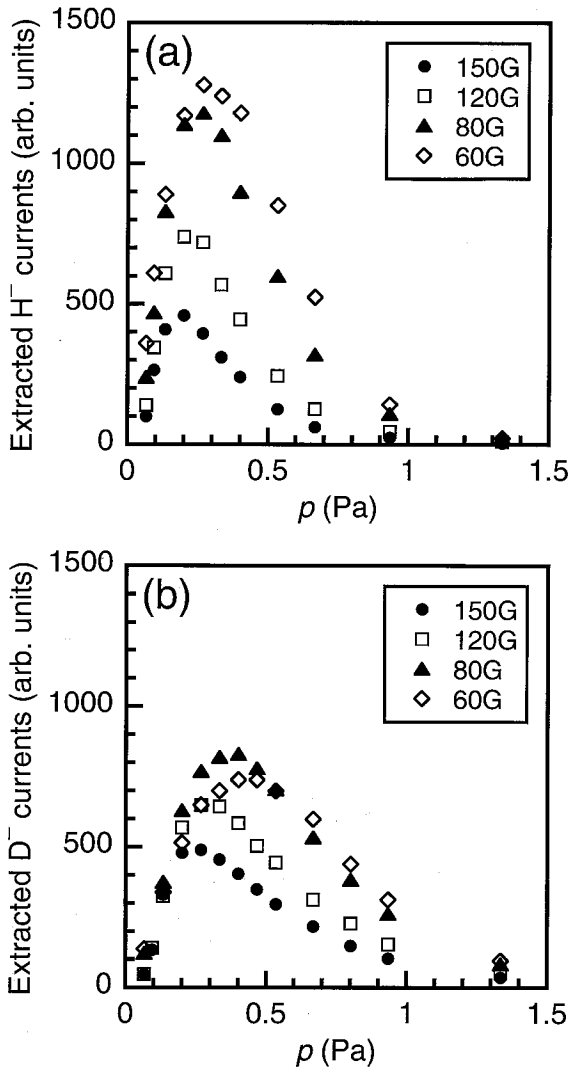 (a)
1500
1000
500
0
Extracted H⁻ currents (arb. units)
150G
120G
80G
60G
0 0.5 1 1.5
p (Pa)
(b)
1500
1000
500
0
Extracted D⁻ currents (arb. units)
150G
120G
80G
60G
0 0.5 1 1.5
p (Pa)